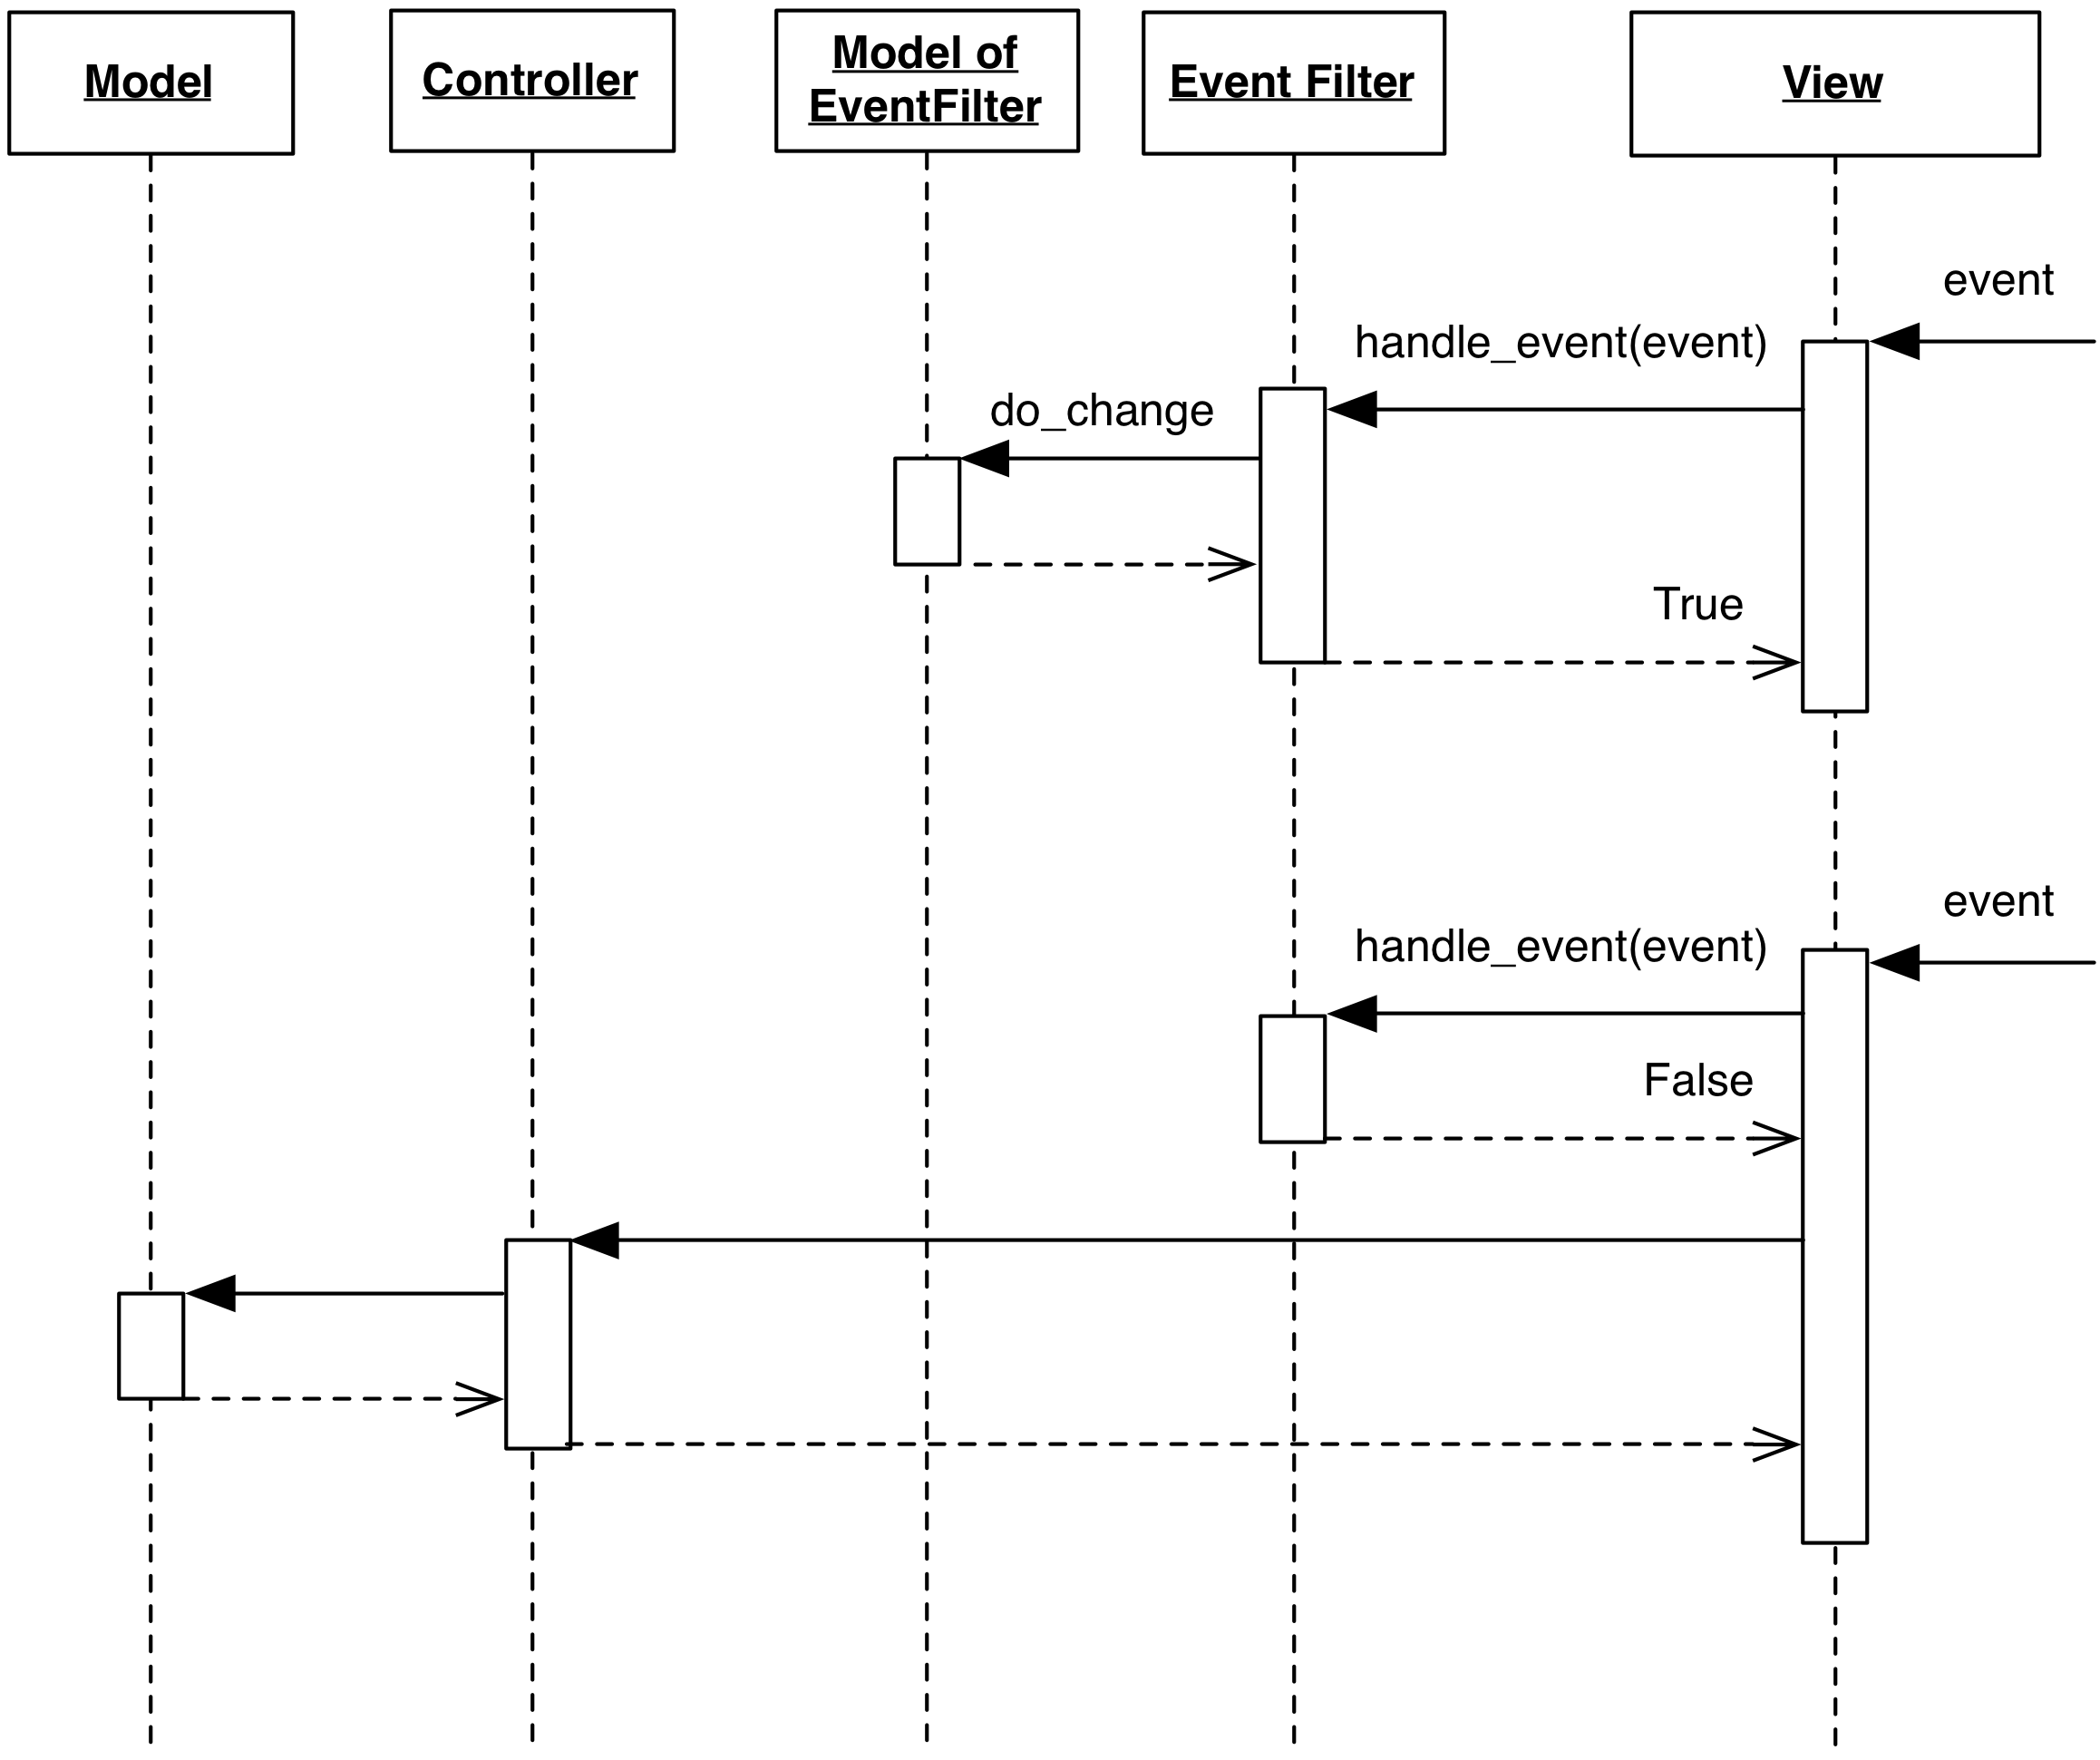 Model
Controller
Model of
EventFilter
Event Filter
View
event
handle_event(event)
do_change
True
event
handle_event(event)
False